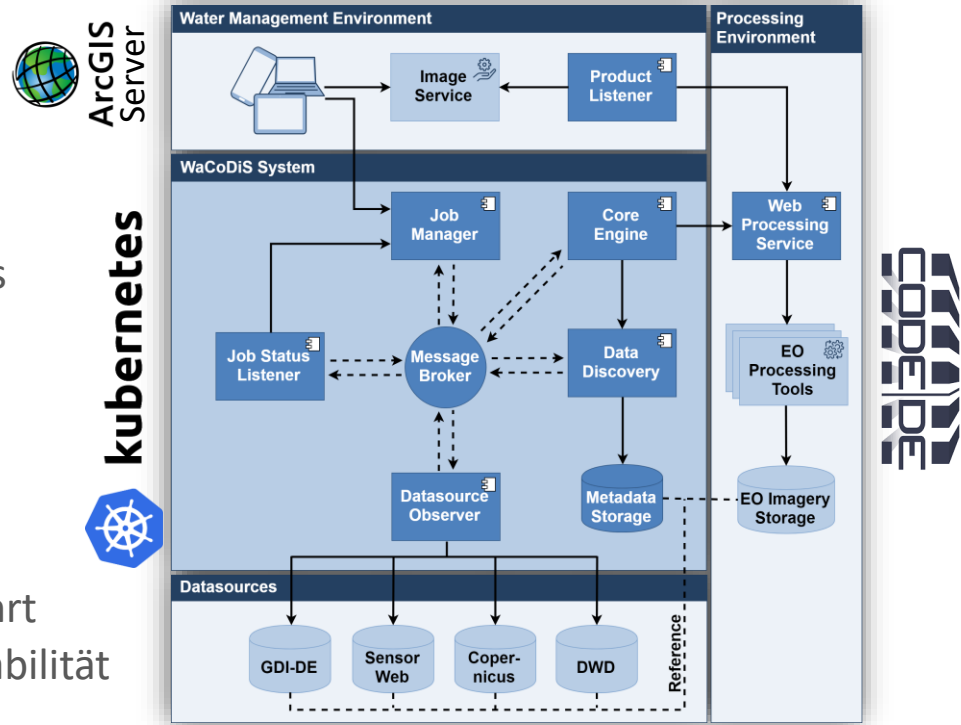 Water Management Environment
Processing
Environment
ArcGIS
Server
Image
Service
Product
Listener
WaCoDiS System
Job
Manager
Core
Engine
Web
Processing
Service
kubernetes
s
CODE|DE
Job Status
Listener
Message
Broker
Data
Discovery
EO
Processing
Tools
Datasource
Observer
Metadata
Storage
EO Imagery
Storage
Datasources
Reference
GDI-DE
Sensor
Web
Coper-
nicus
DWD
art
abilität